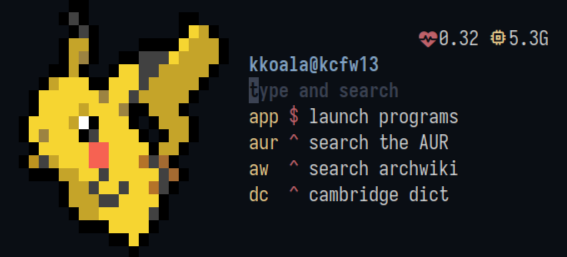 0.32 5.3G
kkoala@kcfw13
type and search
app $ launch programs
aur ^ search the AUR
aw ^ search archwiki
dc ^ cambridge dict